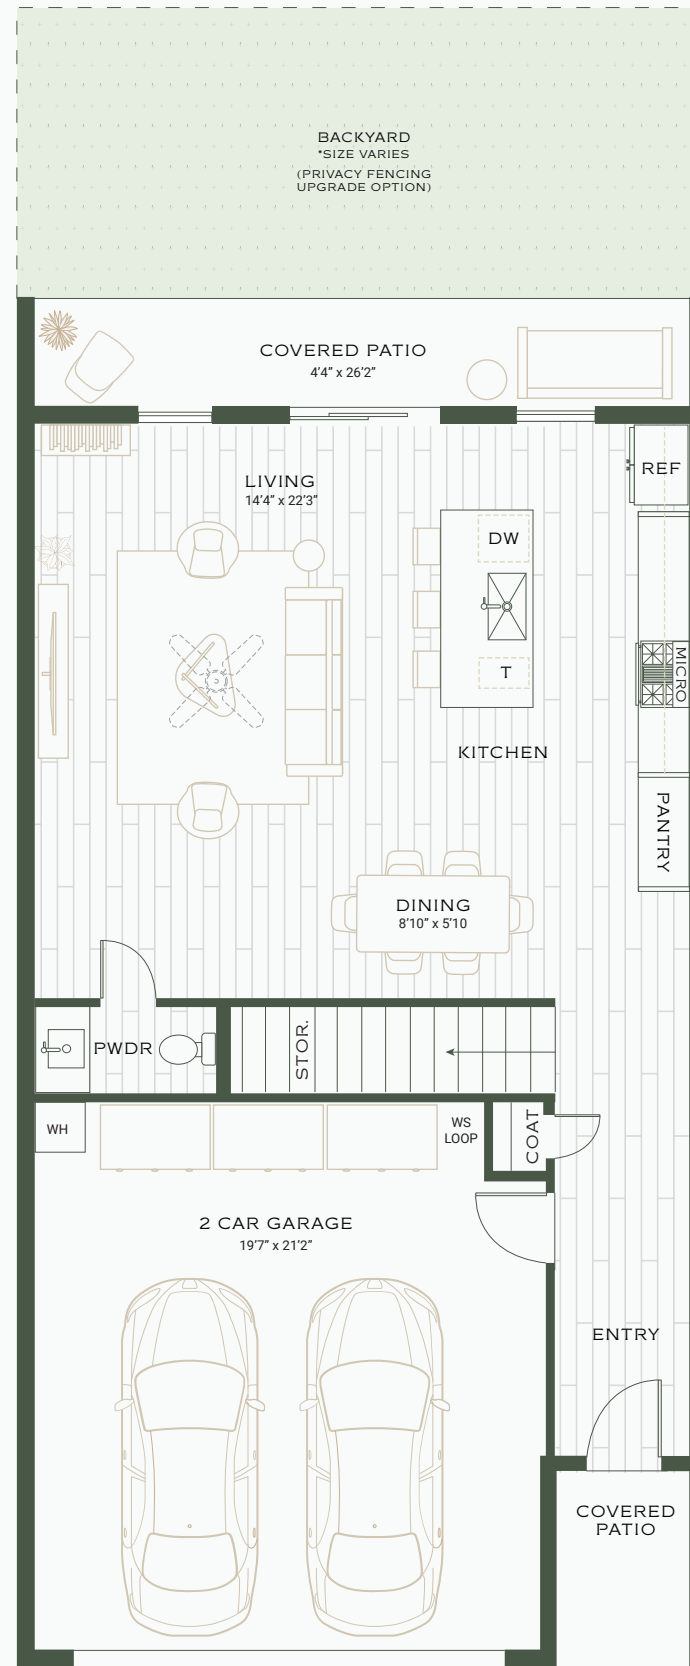 BACKYARD
*SIZE VARIES
(PRIVACY FENCING
UPGRADE OPTION)
COVERED PATIO
4'4" x 26'2"
LIVING
14'4" x 22'3"
REF
DW
MICRO
T
KITCHEN
PANTRY
DINING
8'10" x 5'10
PWDR
STOR.
WH
WS
LOOP
COAT
2 CAR GARAGE
19'7" x 21'2"
ENTRY
COVERED
PATIO